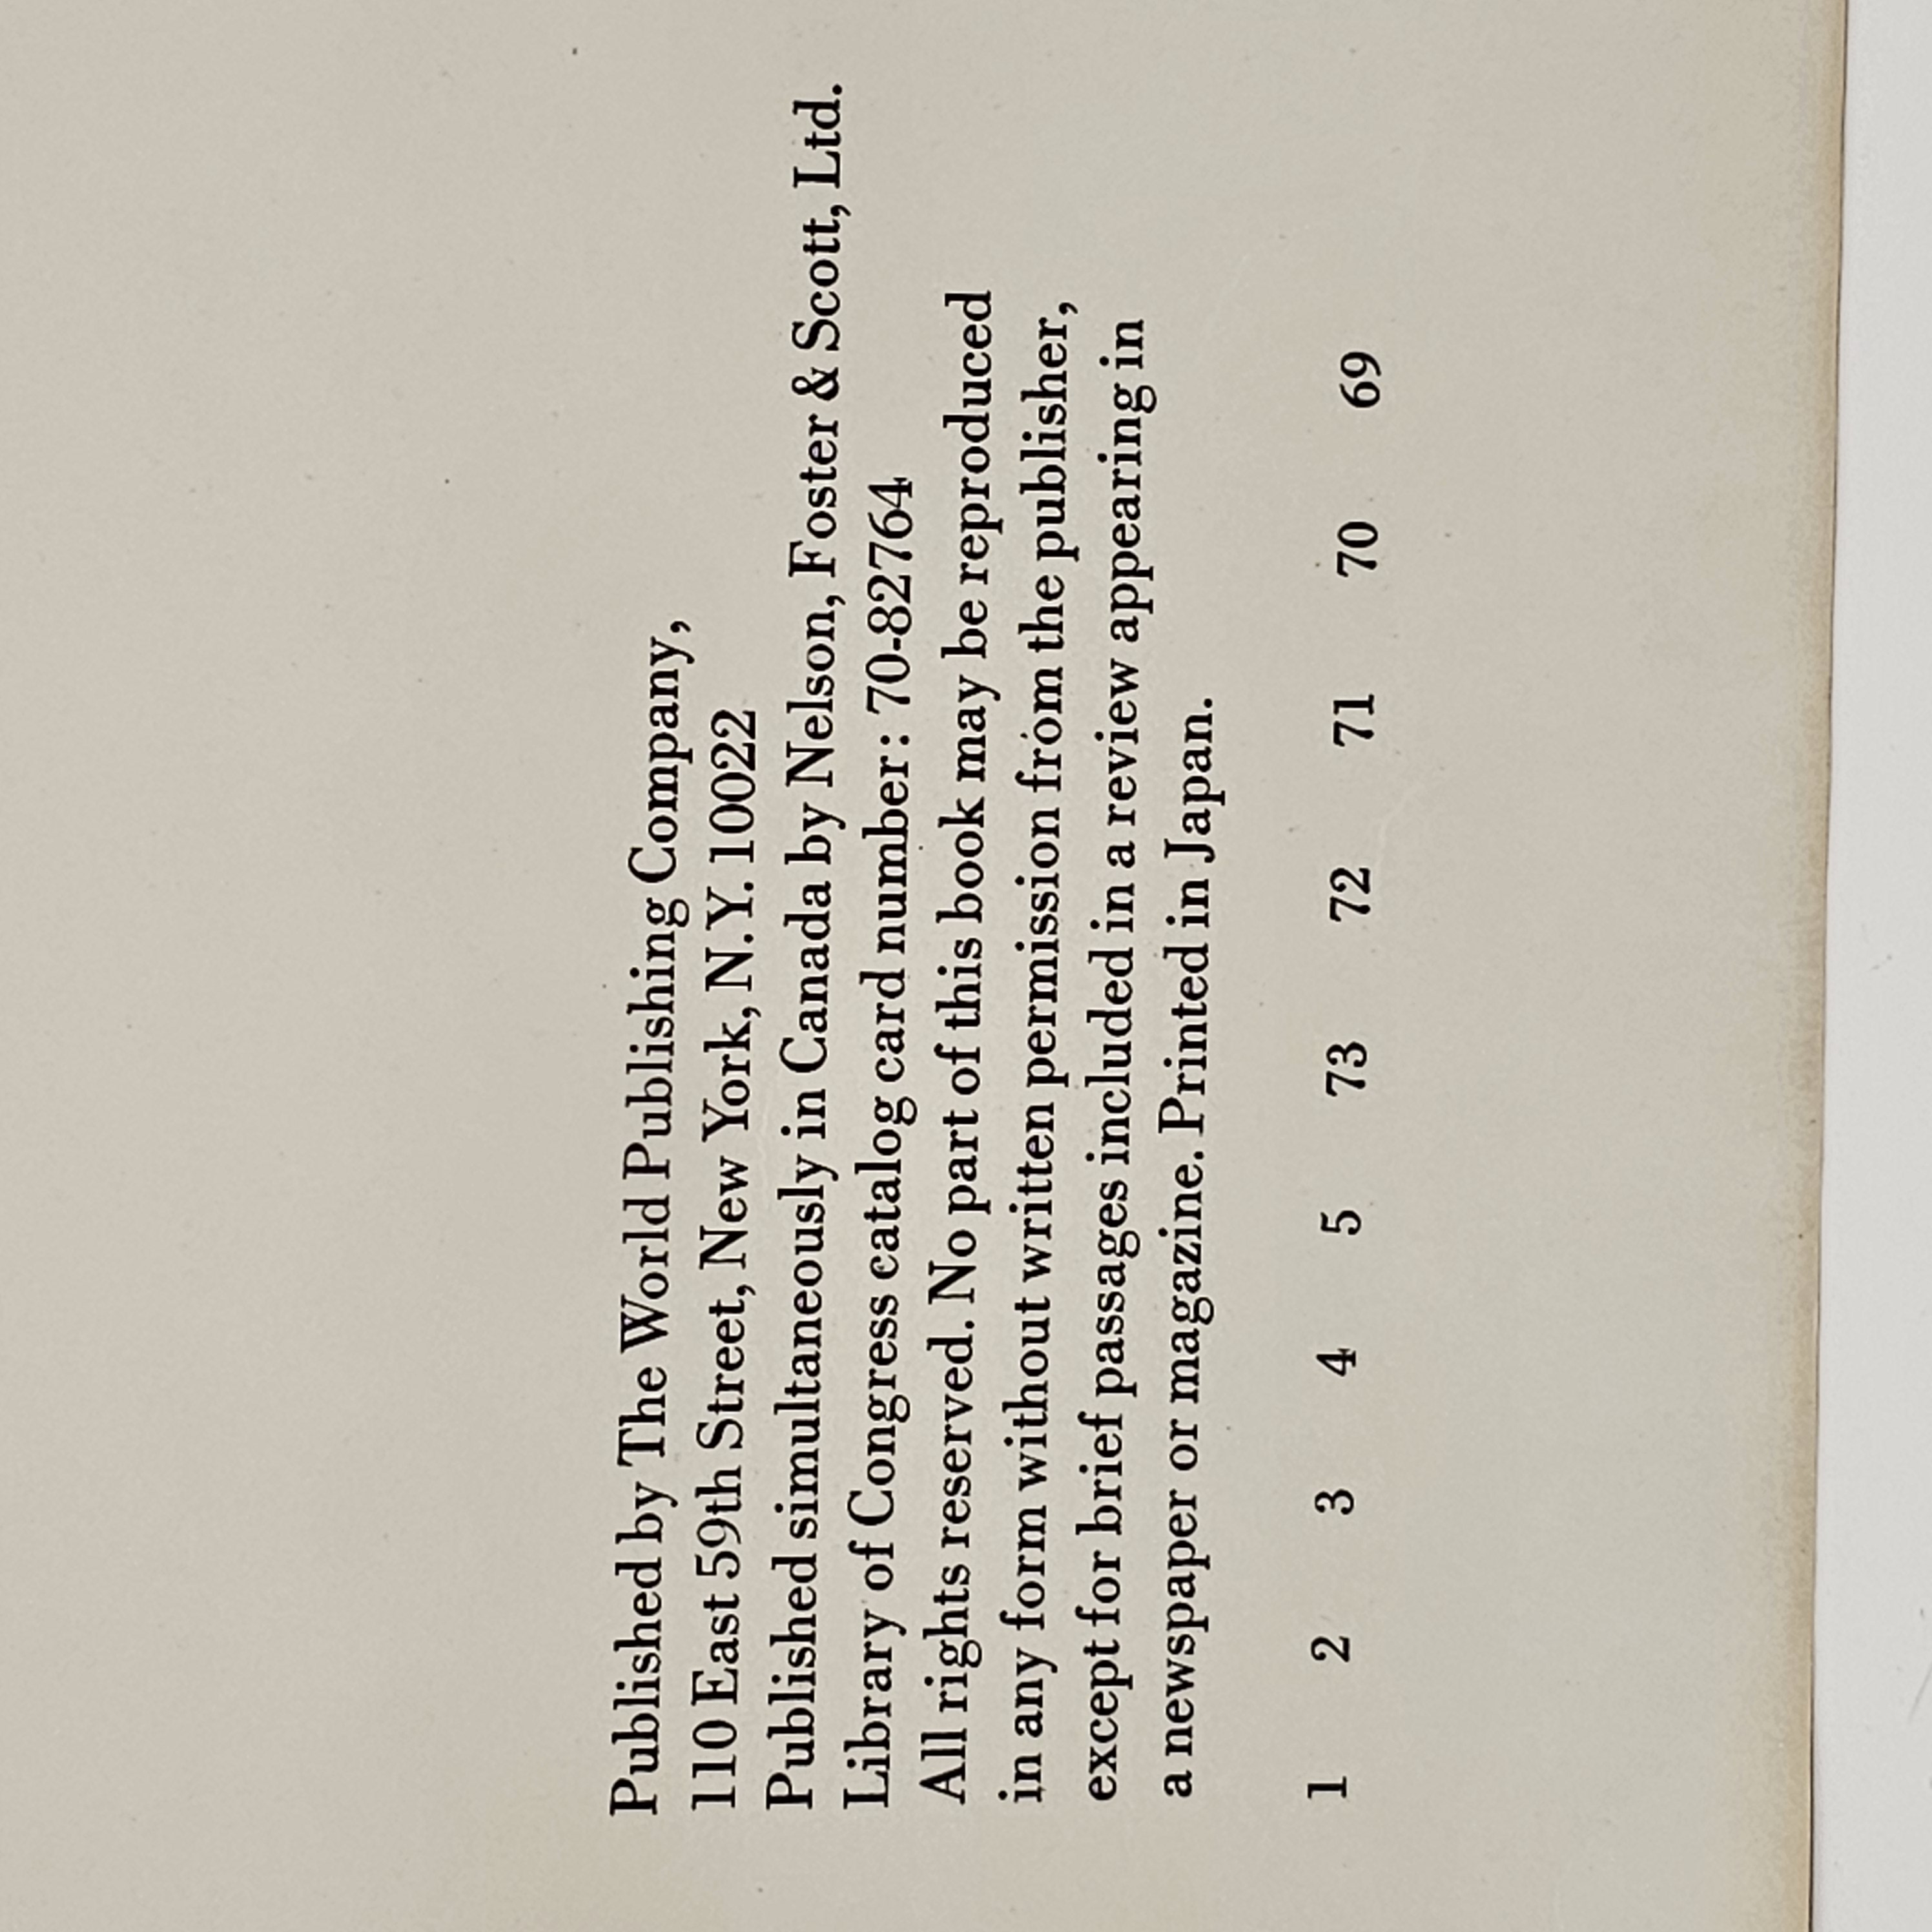 Published by The World Publishing Company,
110 East 59th Street, New York, N.Y. 10022
Published simultaneously in Canada by Nelson, Foster & Scott, Ltd.
Library of Congress catalog card number: 70-82764
All rights reserved. No part of this book may be reproduced
in any form without written permission from the publisher,
except for brief passages included in a review appearing in
a newspaper or magazine. Printed in Japan.
1 2 3 4 5 73 72 71 70 69